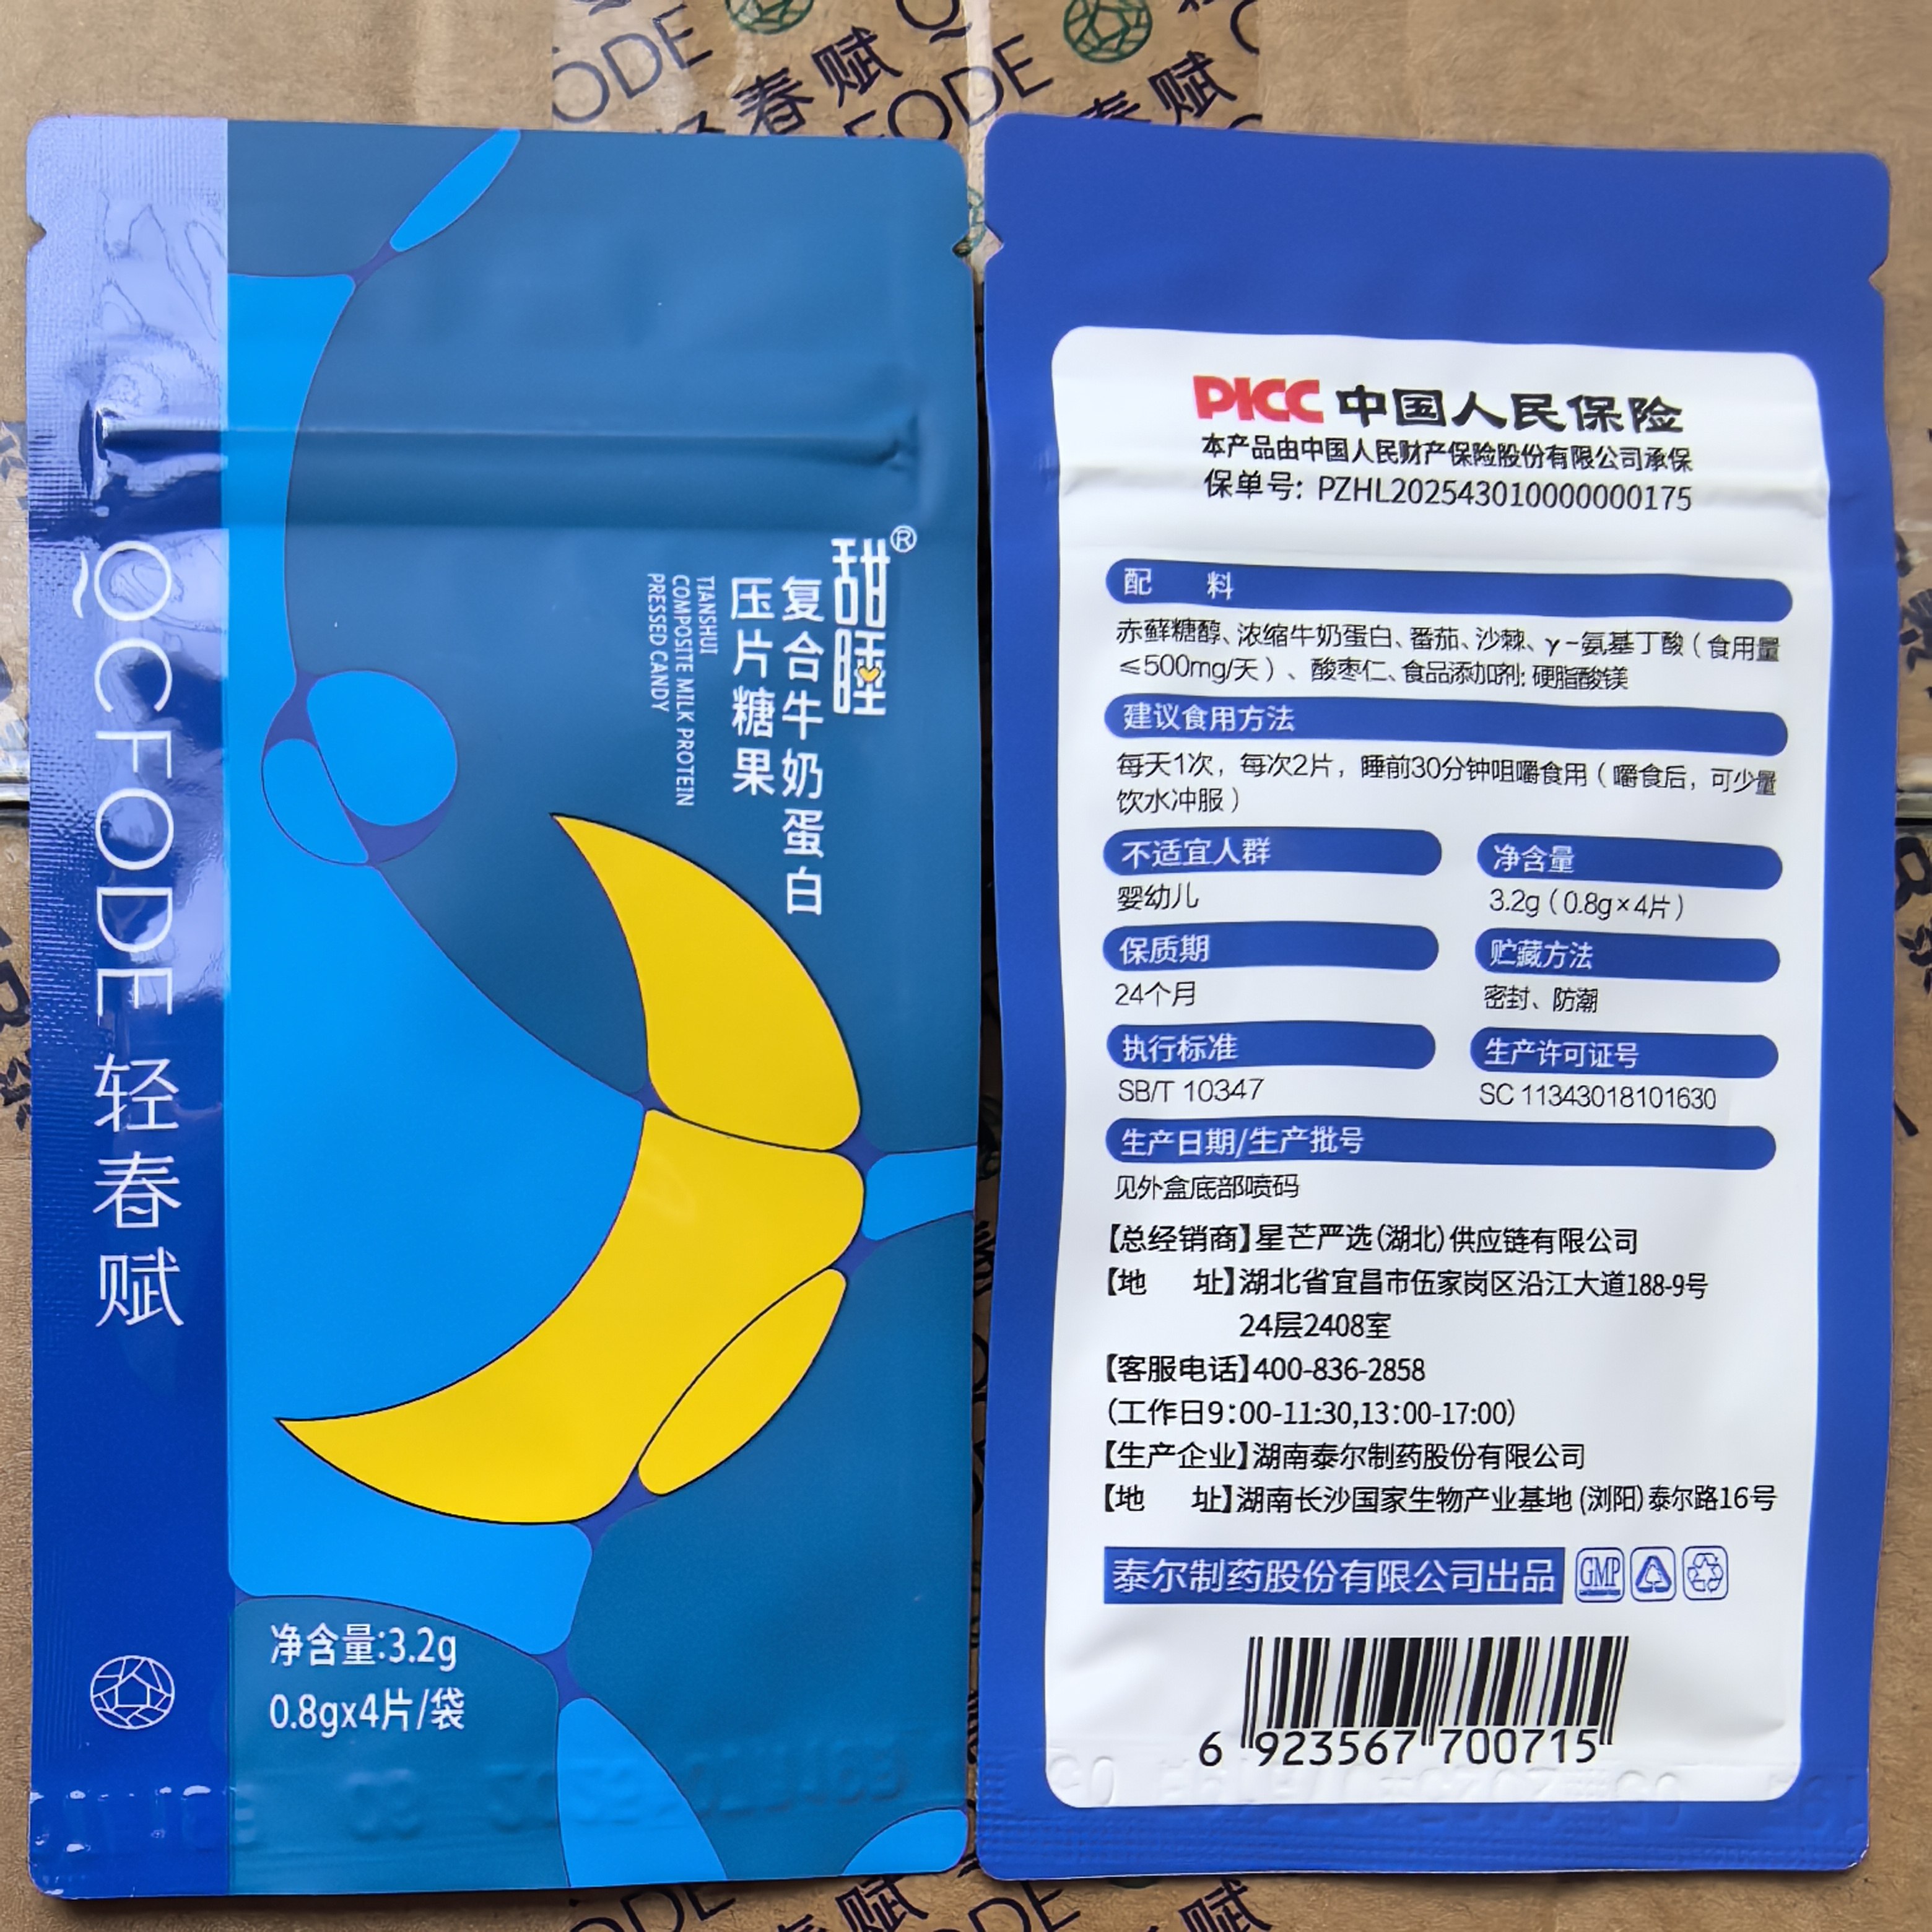 QCFODE 轻春赋
甜睡®
复合牛奶蛋白
压片糖果
TIANSHUI
COMPOSITE MILK PROTEIN
PRESSED CANDY
净含量:3.2g
0.8gx4片/袋
PICC 中国人民保险
本产品由中国人民财产保险股份有限公司承保
保单号: PZHL202543010000000175
配 料
赤藓糖醇、浓缩牛奶蛋白、番茄、沙棘、γ-氨基丁酸(食用量
≤500mg/天)、酸枣仁、食品添加剂: 硬脂酸镁
建议食用方法
每天1次，每次2片，睡前30分钟咀嚼食用(嚼食后，可少量
饮水冲服)
不适宜人群
婴幼儿
净含量
3.2g(0.8g×4片)
保质期
24个月
贮藏方法
密封、防潮
执行标准
SB/T 10347
生产许可证号
SC 11343018101630
生产日期/生产批号
见外盒底部喷码
【总经销商】星芒严选(湖北)供应链有限公司
【地 址】湖北省宜昌市伍家岗区沿江大道188-9号
24层2408室
【客服电话】400-836-2858
(工作日9:00-11:30,13:00-17:00)
【生产企业】湖南泰尔制药股份有限公司
【地 址】湖南长沙国家生物产业基地(浏阳)泰尔路16号
泰尔制药股份有限公司出品 GMP
6 923567 700715
ODE
轻春赋
FODE
春赋
春赋